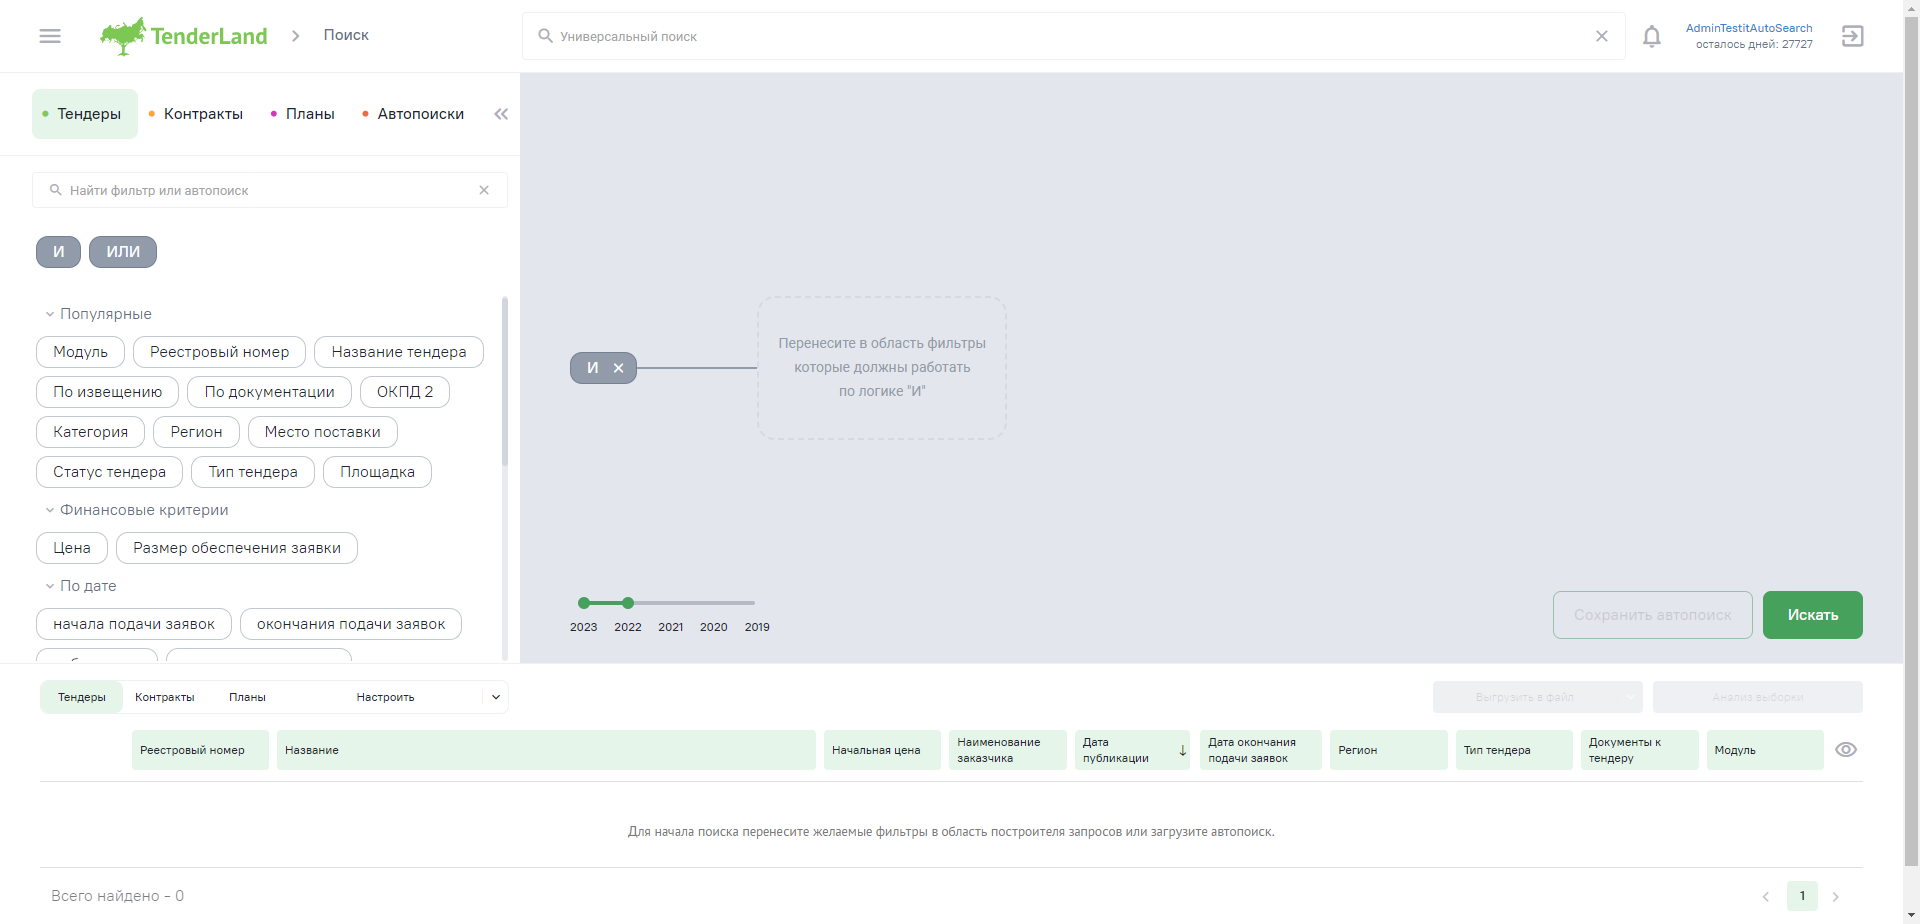 TenderLand
Поиск
Универсальный поиск
AdminTestitAutoSearch
осталось дней: 27727
Тендеры
Контракты
Планы
Автопоиски
Найти фильтр или автопоиск
И
ИЛИ
Популярные
Модуль
Реестровый номер
Название тендера
По извещению
По документации
ОКПД 2
Категория
Регион
Место поставки
Статус тендера
Тип тендера
Площадка
Финансовые критерии
Цена
Размер обеспечения заявки
По дате
начала подачи заявок
окончания подачи заявок
И
Перенесите в область фильтры
которые должны работать
по логике "И"
2023 2022 2021 2020 2019
Сохранить автопоиск
Искать
Тендеры
Контракты
Планы
Настроить
Выгрузить в файл
Анализ выборки
Реестровый номер
Название
Начальная цена
Наименование
заказчика
Дата
публикации
Дата окончания
подачи заявок
Регион
Тип тендера
Документы к
тендеру
Модуль
Для начала поиска перенесите желаемые фильтры в область построителя запросов или загрузите автопоиск.
Всего найдено - 0
1